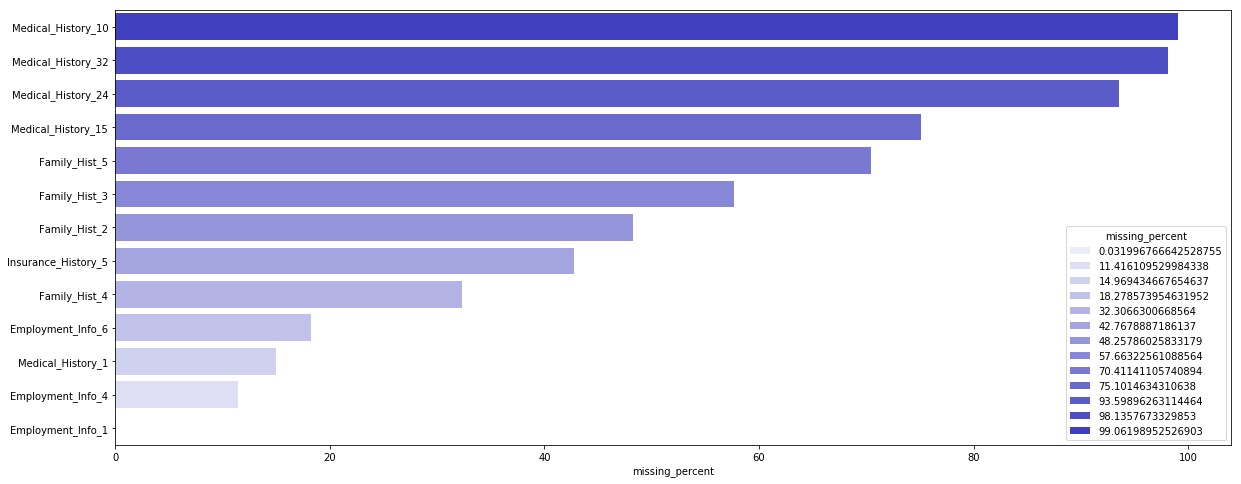 Medical_History_10
Medical_History_32
Medical_History_24
Medical_History_15
Family_Hist_5
Family_Hist_3
Family_Hist_2
Insurance_History_5
Family_Hist_4
Employment_Info_6
Medical_History_1
Employment_Info_4
Employment_Info_1
0 20 40 60 80 100
missing_percent
missing_percent
0.031996766642528755
11.416109529984338
14.969434667654637
18.278573954631952
32.3066300668564
42.7678887186137
48.25786025833179
57.66322561088564
70.41141105740894
75.1014634310638
93.59896263114464
98.1357673329853
99.06198952526903